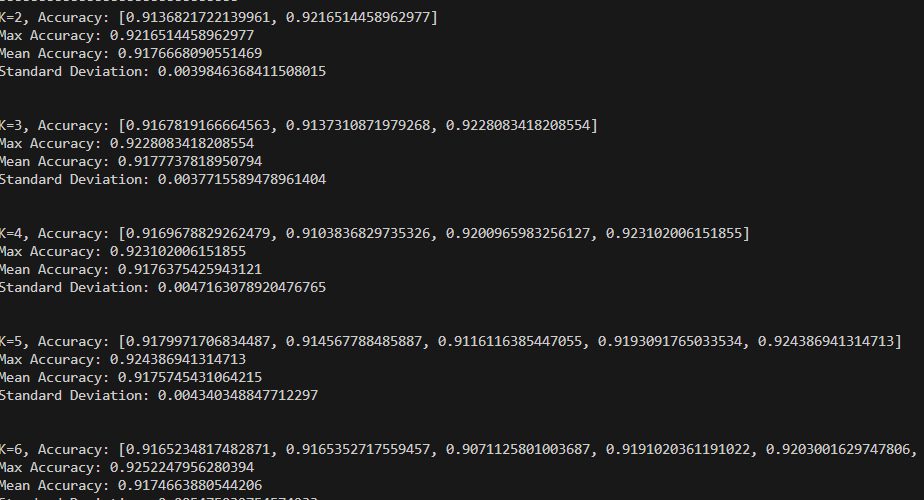 K=2, Accuracy: [0.9136821722139961, 0.9216514458962977]
Max Accuracy: 0.9216514458962977
Mean Accuracy: 0.9176668090551469
Standard Deviation: 0.0039846368411508015
K=3, Accuracy: [0.9167819166664563, 0.9137310871979268, 0.9228083418208554]
Max Accuracy: 0.9228083418208554
Mean Accuracy: 0.9177737818950794
Standard Deviation: 0.0037715589478961404
K=4, Accuracy: [0.9169678829262479, 0.9103836829735326, 0.9200965983256127, 0.923102006151855]
Max Accuracy: 0.923102006151855
Mean Accuracy: 0.9176375425943121
Standard Deviation: 0.0047163078920476765
K=5, Accuracy: [0.9179971706834487, 0.914567788485887, 0.9116116385447055, 0.9193091765033534, 0.924386941314713]
Max Accuracy: 0.924386941314713
Mean Accuracy: 0.9175745431064215
Standard Deviation: 0.004340348847712297
K=6, Accuracy: [0.9165234817482871, 0.9165352717559457, 0.9071125801003687, 0.9191020361191022, 0.9203001629747806,
Max Accuracy: 0.9252247956280394
Mean Accuracy: 0.9174663880544206